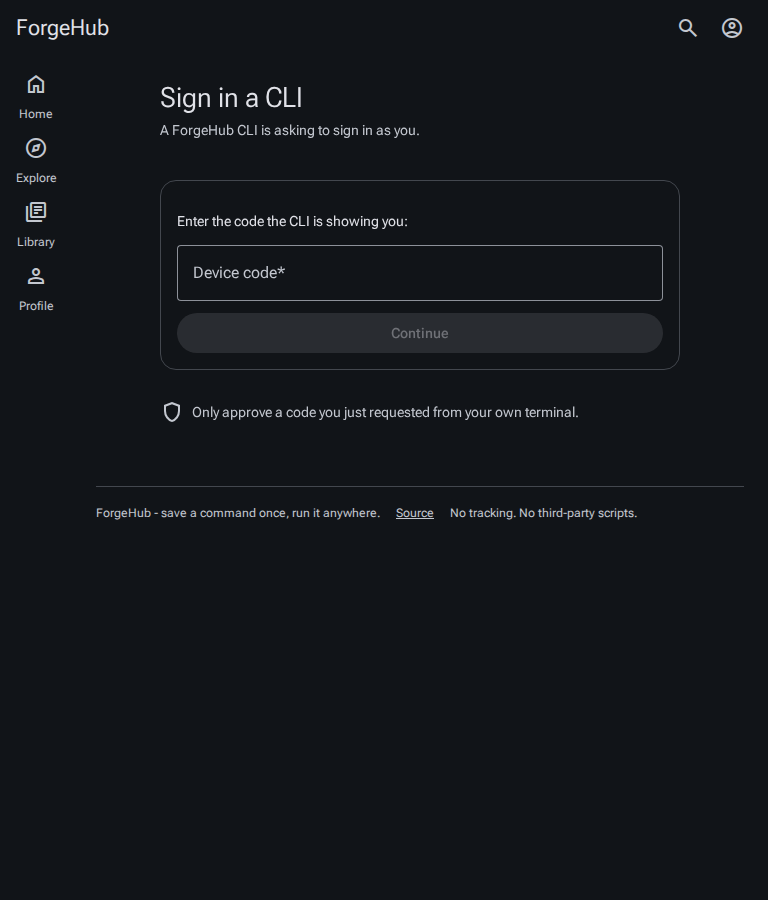 ForgeHub
Home
Explore
Library
Profile
Sign in a CLI
A ForgeHub CLI is asking to sign in as you.
Enter the code the CLI is showing you:
Device code*
Continue
Only approve a code you just requested from your own terminal.
ForgeHub - save a command once, run it anywhere. Source No tracking. No third-party scripts.